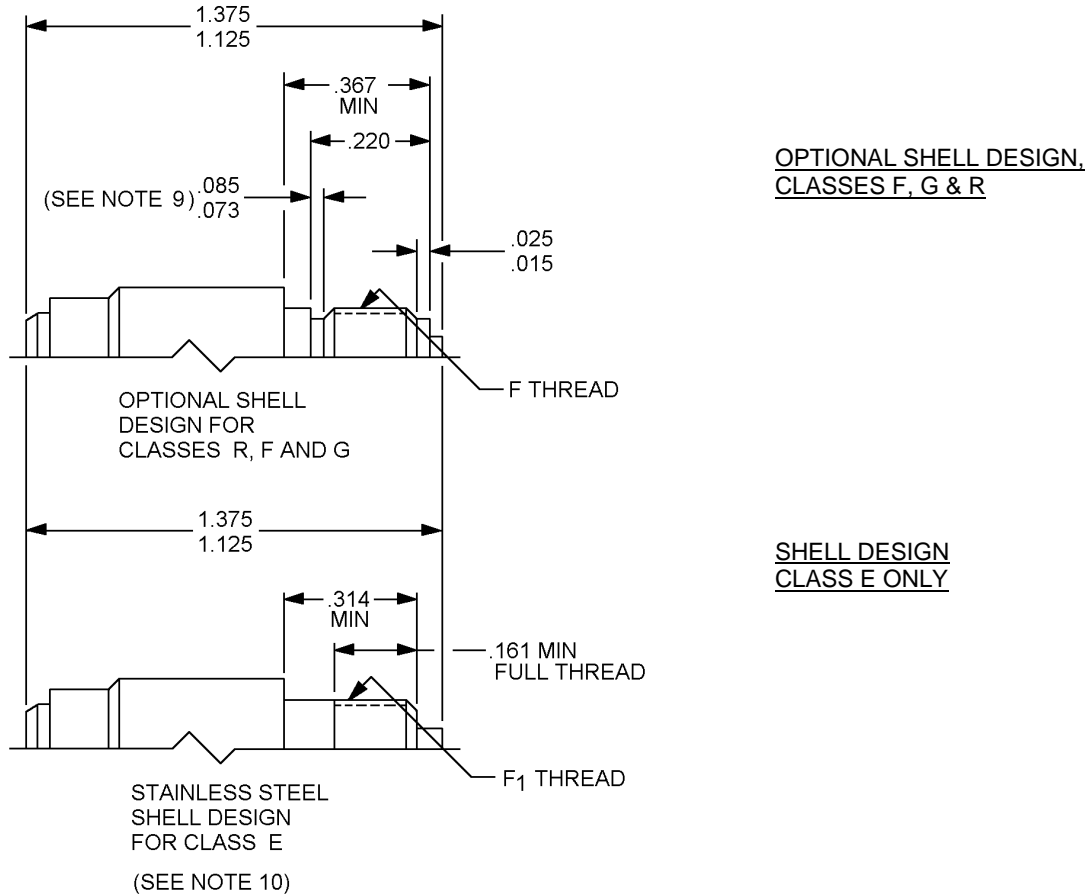 1.375
1.125
.367
MIN
.220
(SEE NOTE 9) .085
.073
.025
.015
OPTIONAL SHELL DESIGN,
CLASSES F, G & R
F THREAD
OPTIONAL SHELL
DESIGN FOR
CLASSES R, F AND G
1.375
1.125
SHELL DESIGN
CLASS E ONLY
.314
MIN
.161 MIN
FULL THREAD
F1 THREAD
STAINLESS STEEL
SHELL DESIGN
FOR CLASS E
(SEE NOTE 10)